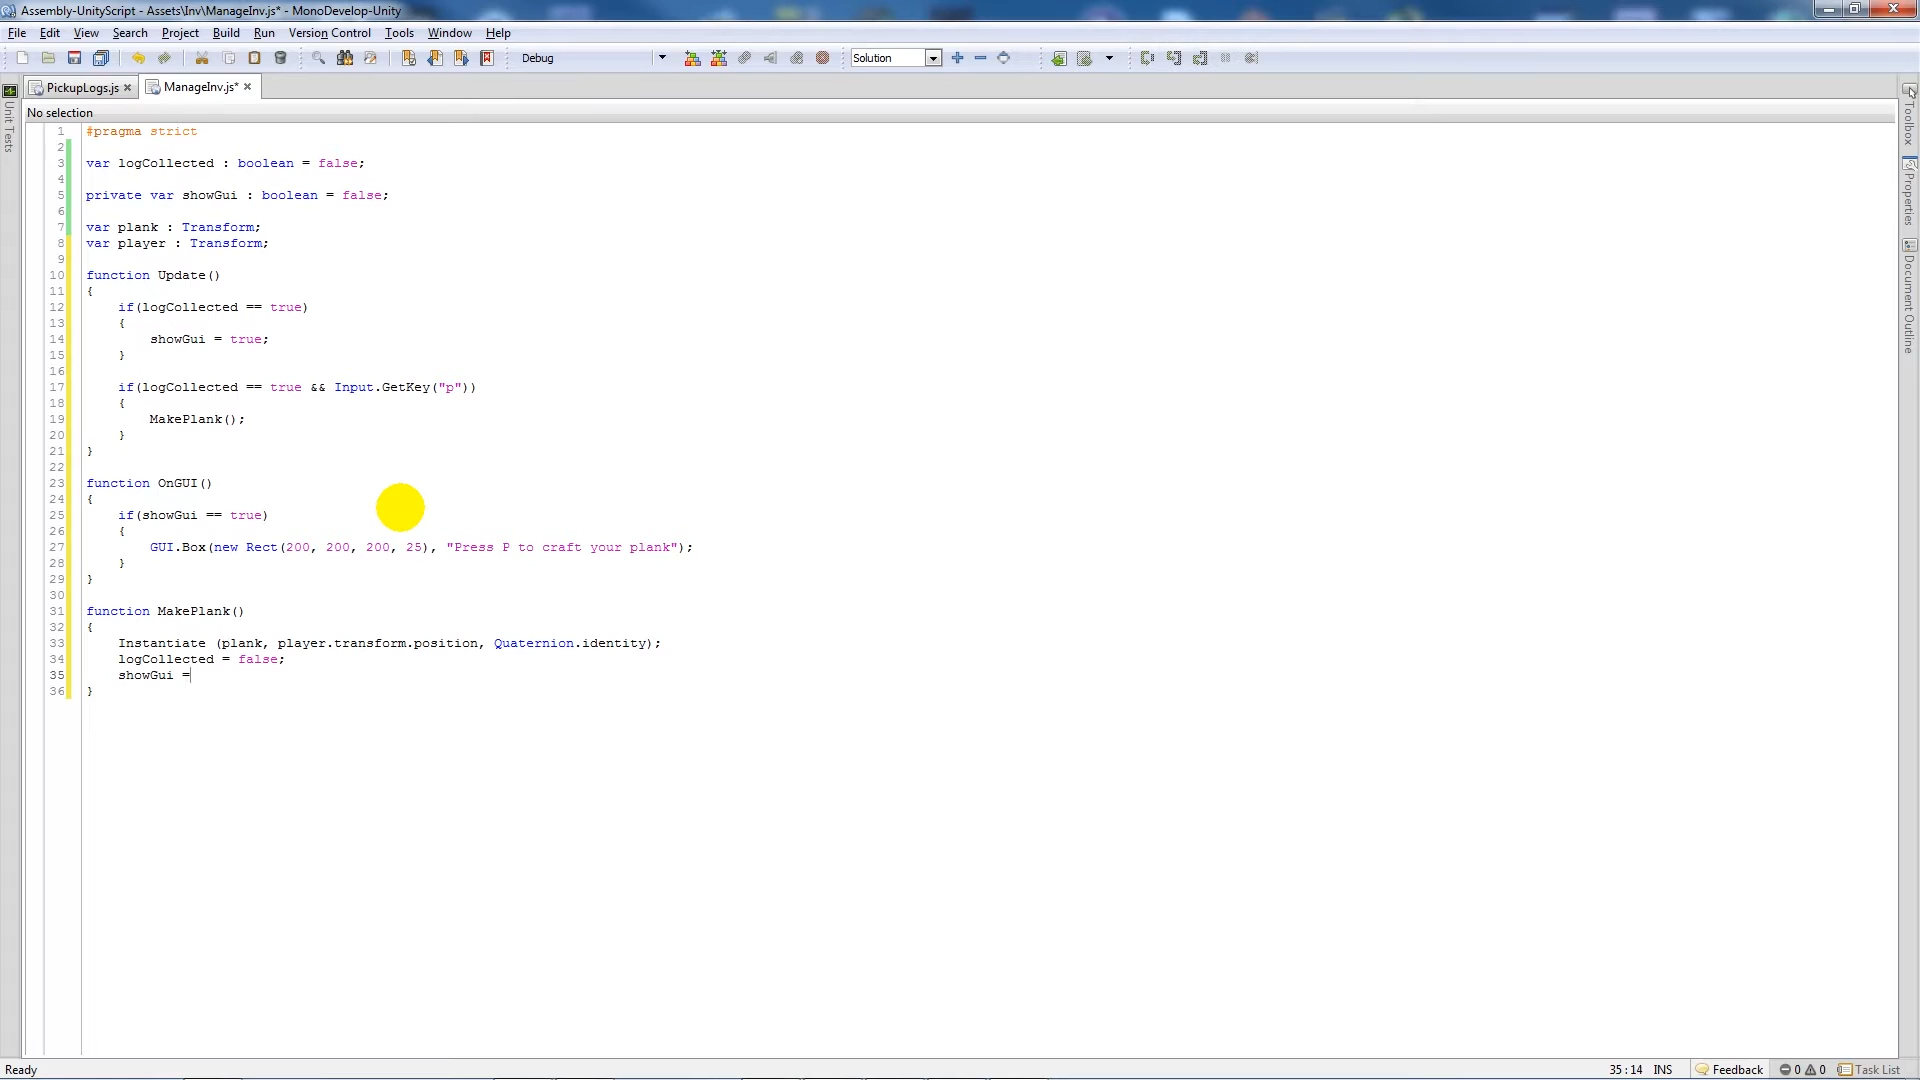 Assembly-UnityScript - Assets\Inv\ManageInv.js* - MonoDevelop-Unity
File Edit View Search Project Build Run Version Control Tools Window Help
Debug Solution
PickupLogs.js ManageInv.js*
No selection
Unit Tests
Toolbox
Properties
Document Outline
1 #pragma strict
2
3 var logCollected : boolean = false;
4
5 private var showGui : boolean = false;
6
7 var plank : Transform;
8 var player : Transform;
9
10 function Update()
11 {
12 if(logCollected == true)
13 {
14 showGui = true;
15 }
16
17 if(logCollected == true && Input.GetKey("p"))
18 {
19 MakePlank();
20 }
21 }
22
23 function OnGUI()
24 {
25 if(showGui == true)
26 {
27 GUI.Box(new Rect(200, 200, 200, 25), "Press P to craft your plank");
28 }
29 }
30
31 function MakePlank()
32 {
33 Instantiate (plank, player.transform.position, Quaternion.identity);
34 logCollected = false;
35 showGui =
36 }
Ready 35 : 14 INS Feedback 0 0 Task List